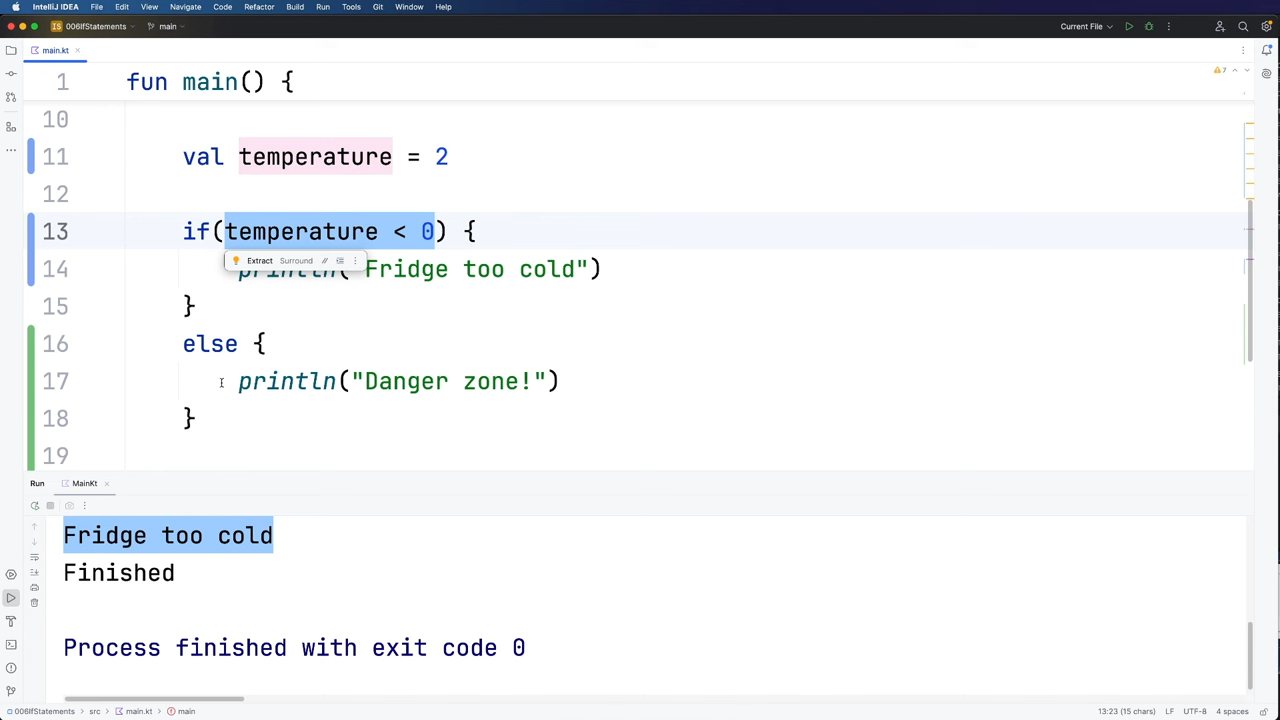 IntelliJ IDEA File Edit View Navigate Code Refactor Build Run Tools Git Window Help
IS 006IfStatements main Current File
main.kt
1 fun main() {
7
10
11 val temperature = 2
12
13 if(temperature < 0) {
Extract Surround
14 println("Fridge too cold")
15 }
16 else {
17 println("Danger zone!")
18 }
19
Run MainKt
Fridge too cold
Finished
Process finished with exit code 0
006IfStatements > src > main.kt > main 13:23 (15 chars) LF UTF-8 4 spaces